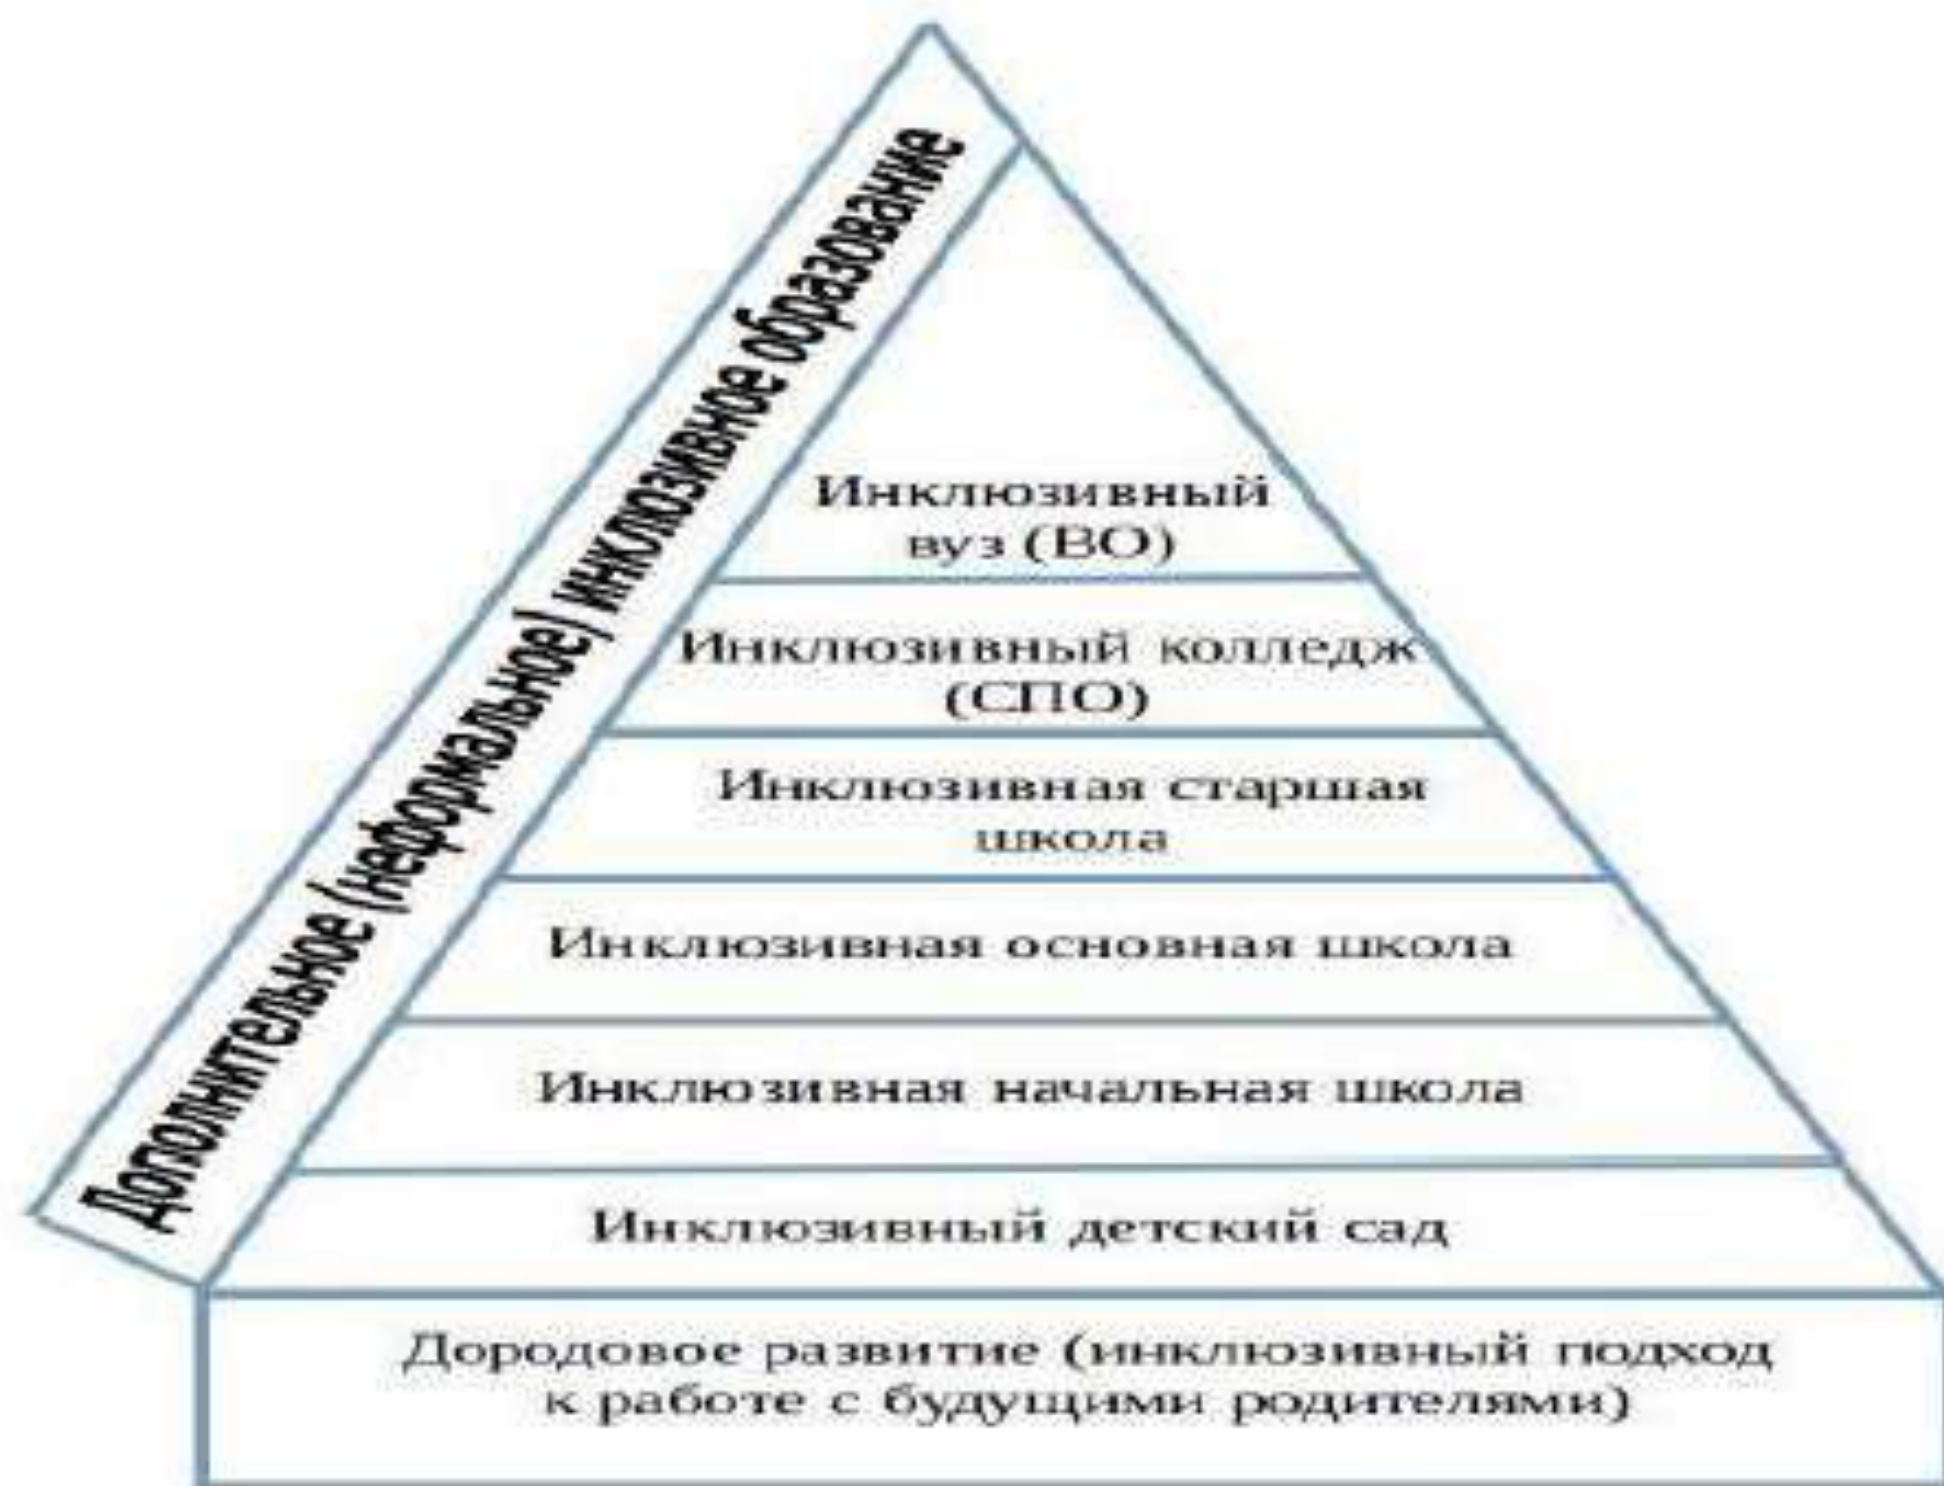 Дополнительное (неформальное) инклюзивное образование
Инклюзивный
вуз (ВО)
Инклюзивный колледж
(СПО)
Инклюзивная старшая
школа
Инклюзивная основная школа
Инклюзивная начальная школа
Инклюзивный детский сад
Дородовое развитие (инклюзивный подход
к работе с будущими родителями)